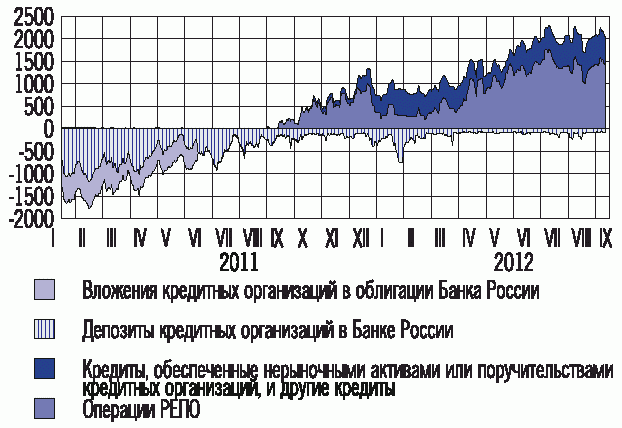 2500
2000
1500
1000
500
0
-500
-1000
-1500
-2000
I II III IV V VI VII VIII IX X XI XII I II III IV V VI VII VIII IX
2011 2012
Вложения кредитных организаций в облигации Банка России
Депозиты кредитных организаций в Банке России
Кредиты, обеспеченные нерыночными активами или поручительствами
кредитных организаций, и другие кредиты
Операции РЕПО